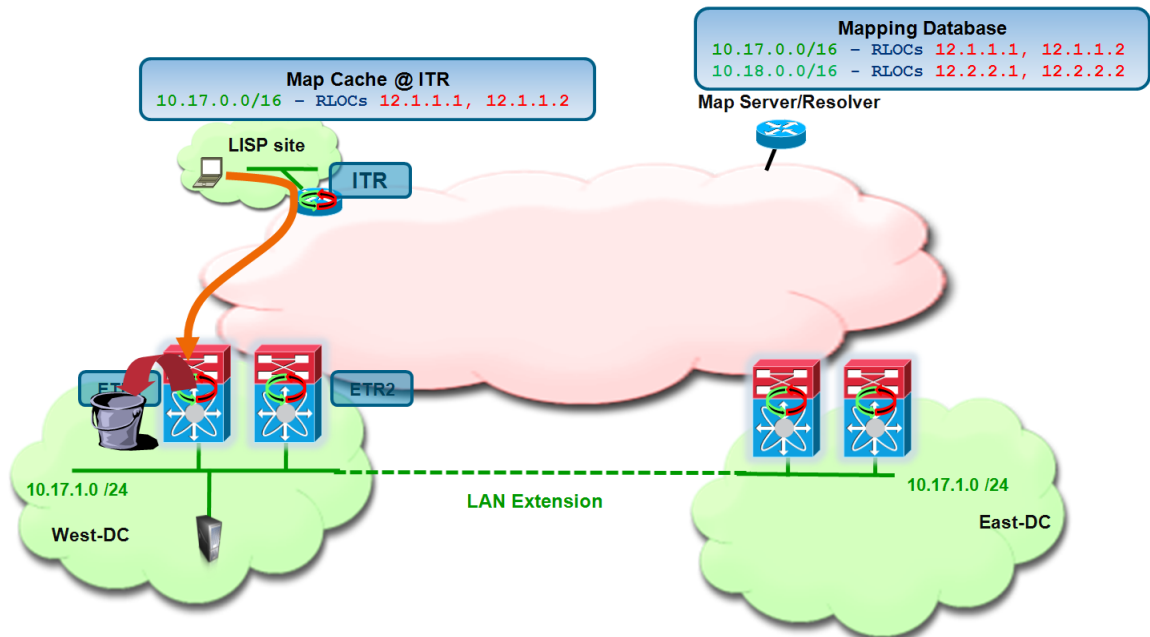 Mapping Database
10.17.0.0/16 – RLOCs 12.1.1.1, 12.1.1.2
10.18.0.0/16 – RLOCs 12.2.2.1, 12.2.2.2
Map Server/Resolver
Map Cache @ ITR
10.17.0.0/16 – RLOCs 12.1.1.1, 12.1.1.2
LISP site
ITR
ETR2
10.17.1.0 /24
LAN Extension
10.17.1.0 /24
West-DC
East-DC